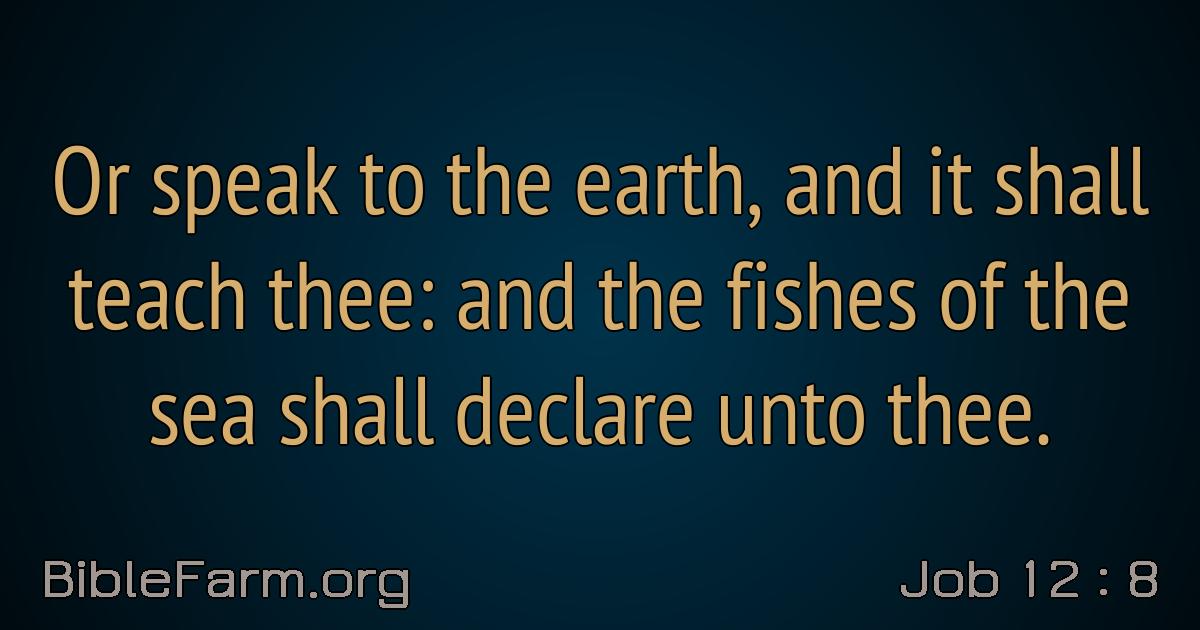 Or speak to the earth, and it shall
teach thee: and the fishes of the
sea shall declare unto thee.
BibleFarm.org
Job 12 : 8